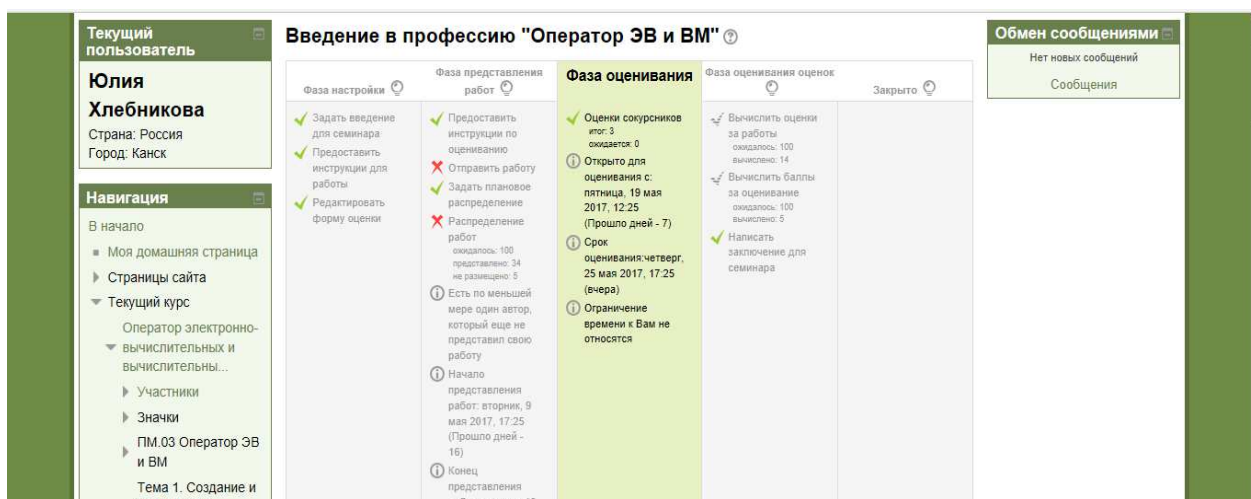 Текущий
пользователь
Юлия
Хлебникова
Страна: Россия
Город: Канск
Навигация
В начало
Моя домашняя страница
Страницы сайта
Текущий курс
Оператор электронно-
вычислительных и
вычислительны...
Участники
Значки
ПМ.03 Оператор ЭВ
и ВМ
Тема 1. Создание и
Введение в профессию "Оператор ЭВ и ВМ"
Фаза настройки
Задать введение
для семинара
Предоставить
инструкции для
работы
Редактировать
форму оценки
Фаза представления
работ
Предоставить
инструкции по
оцениванию
Отправить работу
Задать плановое
распределение
Распределение
работ
ожидалось: 100
представлено: 34
не размещено: 5
Есть по меньшей
мере один автор,
который еще не
представил свою
работу
Начало
представления
работ: вторник, 9
мая 2017, 17:25
(Прошло дней -
16)
Конец
представления
Фаза оценивания
Оценки сокурсников
итог: 3
ожидается: 0
Открыто для
оценивания с:
пятница, 19 мая
2017, 12:25
(Прошло дней - 7)
Срок
оценивания:четверг,
25 мая 2017, 17:25
(вчера)
Ограничение
времени к Вам не
относятся
Фаза оценивания оценок
Вычислить оценки
за работы
ожидалось: 100
вычислено: 14
Вычислить баллы
за оценивание
ожидалось: 100
вычислено: 5
Написать
заключение для
семинара
Закрыто
Обмен сообщениями
Нет новых сообщений
Сообщения